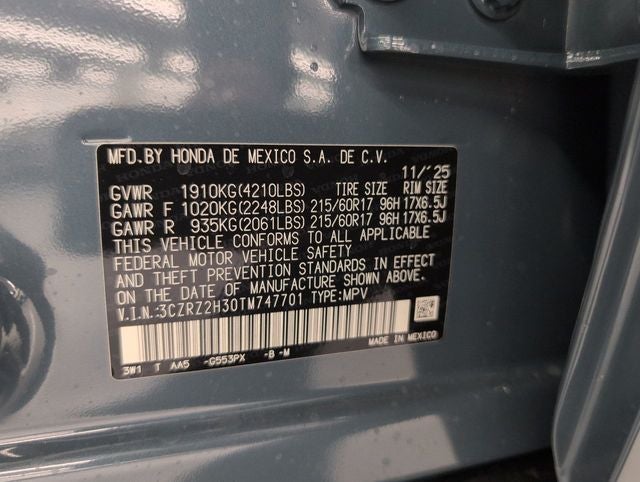 MFD.BY HONDA DE MEXICO S.A. DE C.V.
11/'25
GVWR 1910KG(4210LBS) TIRE SIZE RIM SIZE
GAWR F 1020KG(2248LBS) 215/60R17 96H 17X6.5J
GAWR R 935KG(2061LBS) 215/60R17 96H 17X6.5J
THIS VEHICLE CONFORMS TO ALL APPLICABLE
FEDERAL MOTOR VEHICLE SAFETY
AND THEFT PREVENTION STANDARDS IN EFFECT
ON THE DATE OF MANUFACTURE SHOWN ABOVE.
V.I.N.:3CZRZ2H30TM747701 TYPE:MPV
MADE IN MEXICO
3W1 T AA5 -G553PX -B -M